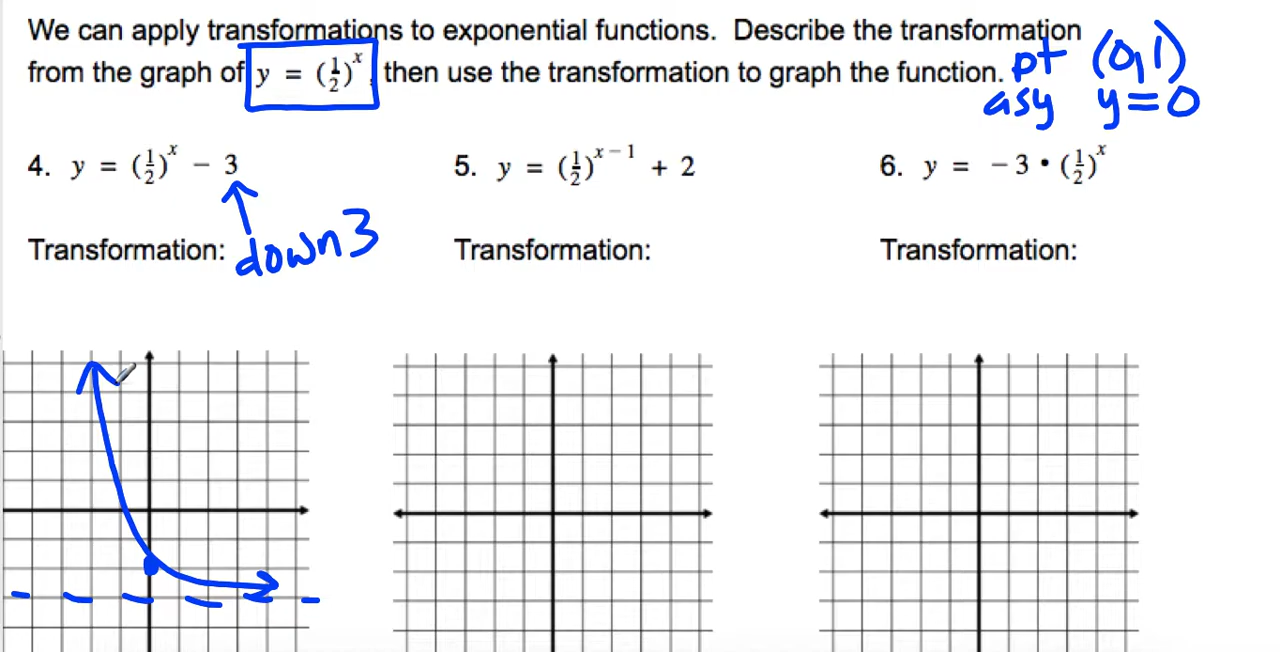 We can apply transformations to exponential functions. Describe the transformation
from the graph of y = (1/2)^x, then use the transformation to graph the function.
pt (0,1)
asy y=0
4. y = (1/2)^x − 3
5. y = (1/2)^(x − 1) + 2
6. y = −3 • (1/2)^x
Transformation: down 3
Transformation:
Transformation: